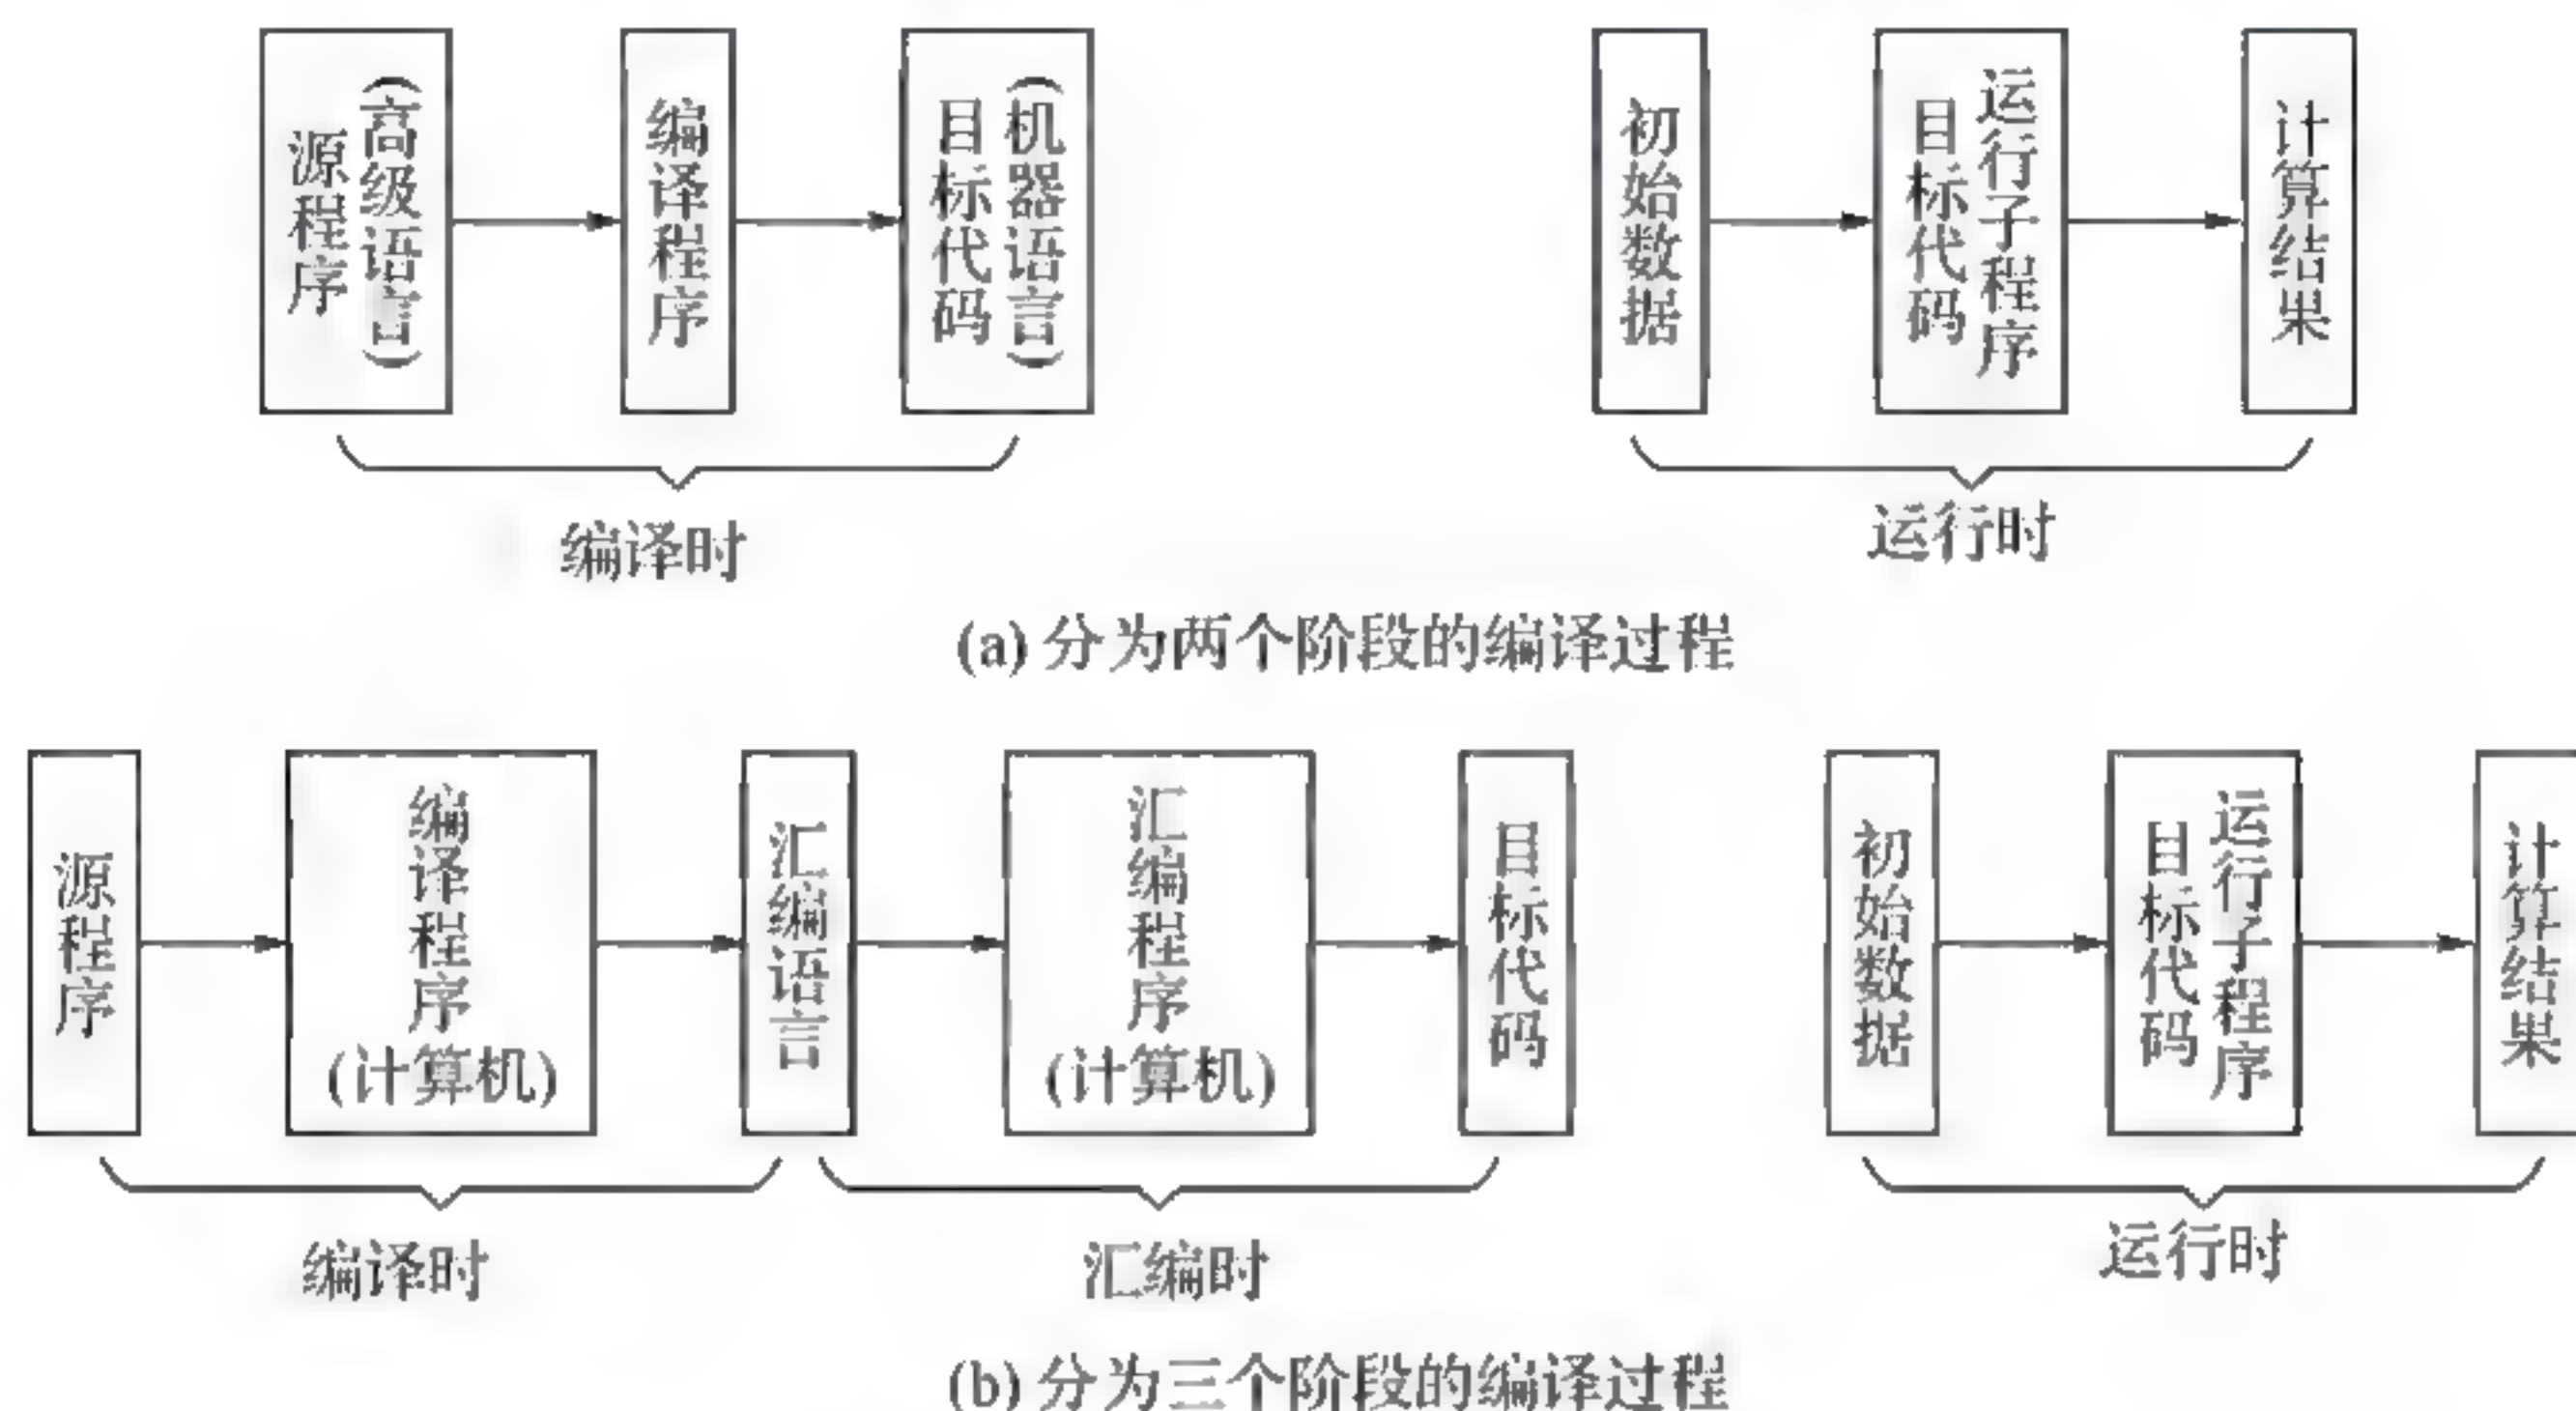 源程序
(高级语言)
编译程序
目标代码
(机器语言)
初始数据
目标代码
运行子程序
计算结果
编译时
运行时
(a) 分为两个阶段的编译过程
源程序
编译程序
(计算机)
汇编语言
汇编程序
(计算机)
目标代码
初始数据
目标代码
运行子程序
计算结果
编译时
汇编时
运行时
(b) 分为三个阶段的编译过程